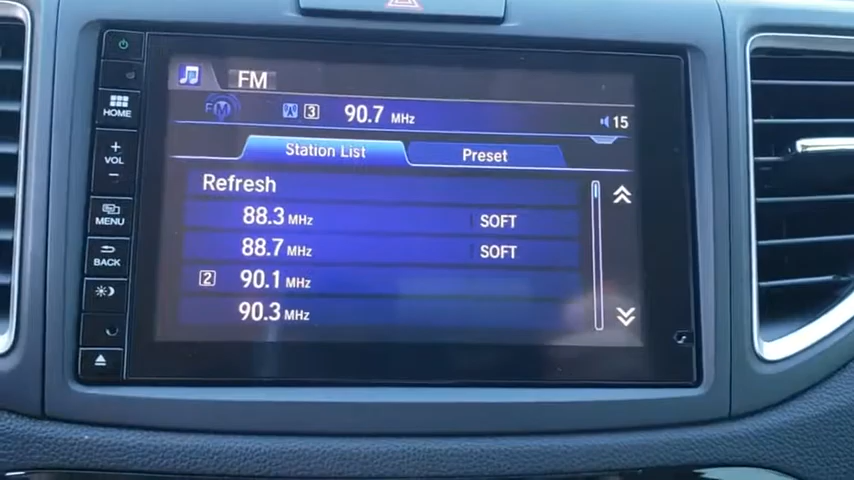 FM
FM 3 90.7 MHz 15
Station List Preset
Refresh
88.3 MHz SOFT
88.7 MHz SOFT
2 90.1 MHz
90.3 MHz
HOME
+
VOL
−
MENU
BACK